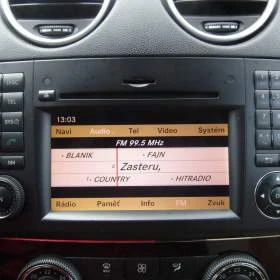 13:03
Navi Audio Tel Video Systém
FM 99.5 MHz
BLANIK FAJN
Zasteru,
COUNTRY HITRADIO
Rádio Paměť Info FM Zvuk